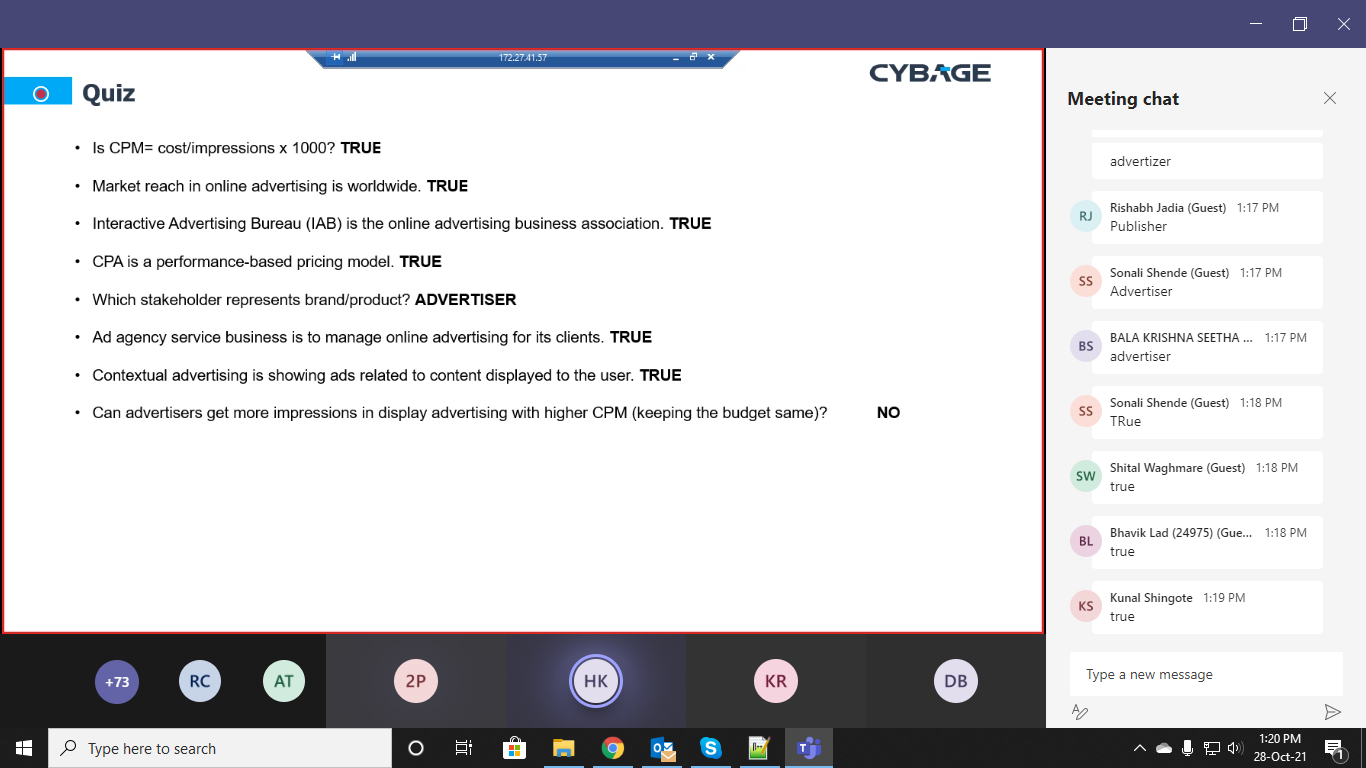 172.27.41.57
CYBAGE
Quiz
• Is CPM= cost/impressions x 1000? TRUE
• Market reach in online advertising is worldwide. TRUE
• Interactive Advertising Bureau (IAB) is the online advertising business association. TRUE
• CPA is a performance-based pricing model. TRUE
• Which stakeholder represents brand/product? ADVERTISER
• Ad agency service business is to manage online advertising for its clients. TRUE
• Contextual advertising is showing ads related to content displayed to the user. TRUE
• Can advertisers get more impressions in display advertising with higher CPM (keeping the budget same)? NO
Meeting chat
advertizer
RJ
Rishabh Jadia (Guest) 1:17 PM
Publisher
SS
Sonali Shende (Guest) 1:17 PM
Advertiser
BS
BALA KRISHNA SEETHA ... 1:17 PM
advertiser
SS
Sonali Shende (Guest) 1:18 PM
TRue
SW
Shital Waghmare (Guest) 1:18 PM
true
BL
Bhavik Lad (24975) (Gue... 1:18 PM
true
KS
Kunal Shingote 1:19 PM
true
Type a new message
+73
RC
AT
2P
HK
KR
DB
Type here to search
1:20 PM
28-Oct-21
1